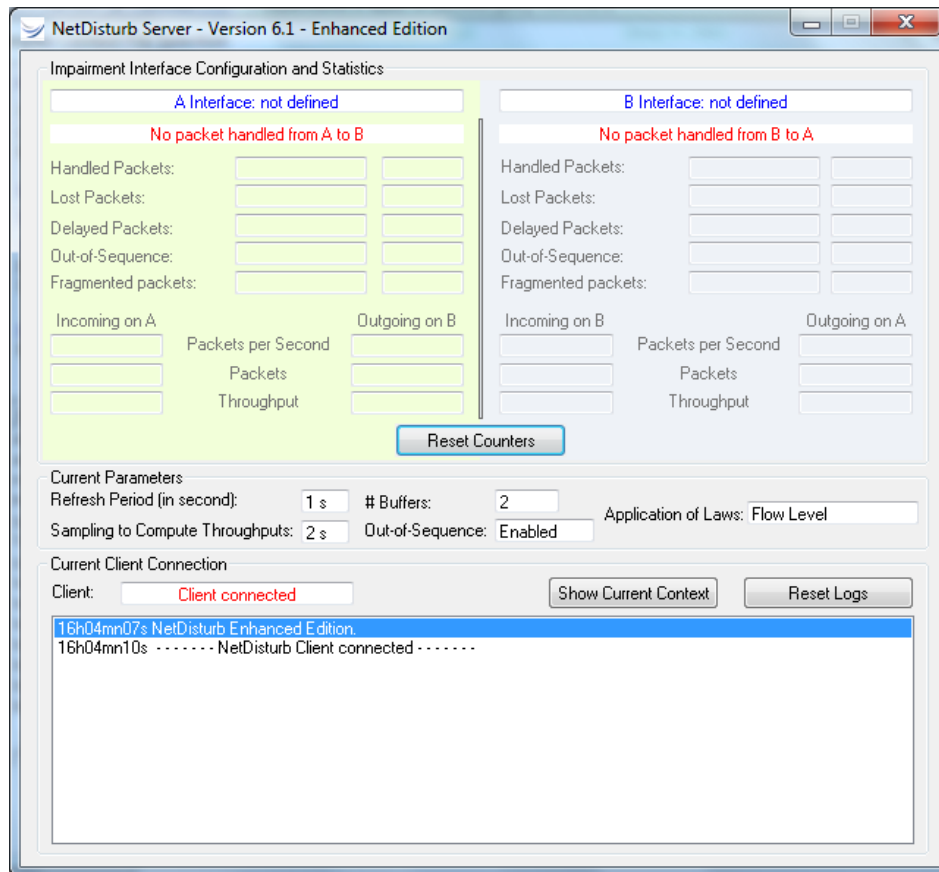 NetDisturb Server - Version 6.1 - Enhanced Edition
Impairment Interface Configuration and Statistics
A Interface: not defined
No packet handled from A to B
Handled Packets:
Lost Packets:
Delayed Packets:
Out-of-Sequence:
Fragmented packets:
Incoming on A Outgoing on B
Packets per Second
Packets
Throughput
B Interface: not defined
No packet handled from B to A
Handled Packets:
Lost Packets:
Delayed Packets:
Out-of-Sequence:
Fragmented packets:
Incoming on B Outgoing on A
Packets per Second
Packets
Throughput
Reset Counters
Current Parameters
Refresh Period (in second): 1 s # Buffers: 2
Application of Laws: Flow Level
Sampling to Compute Throughputs: 2 s Out-of-Sequence: Enabled
Current Client Connection
Client: Client connected Show Current Context Reset Logs
16h04mn07s NetDisturb Enhanced Edition.
16h04mn10s - - - - - - - NetDisturb Client connected - - - - - - -